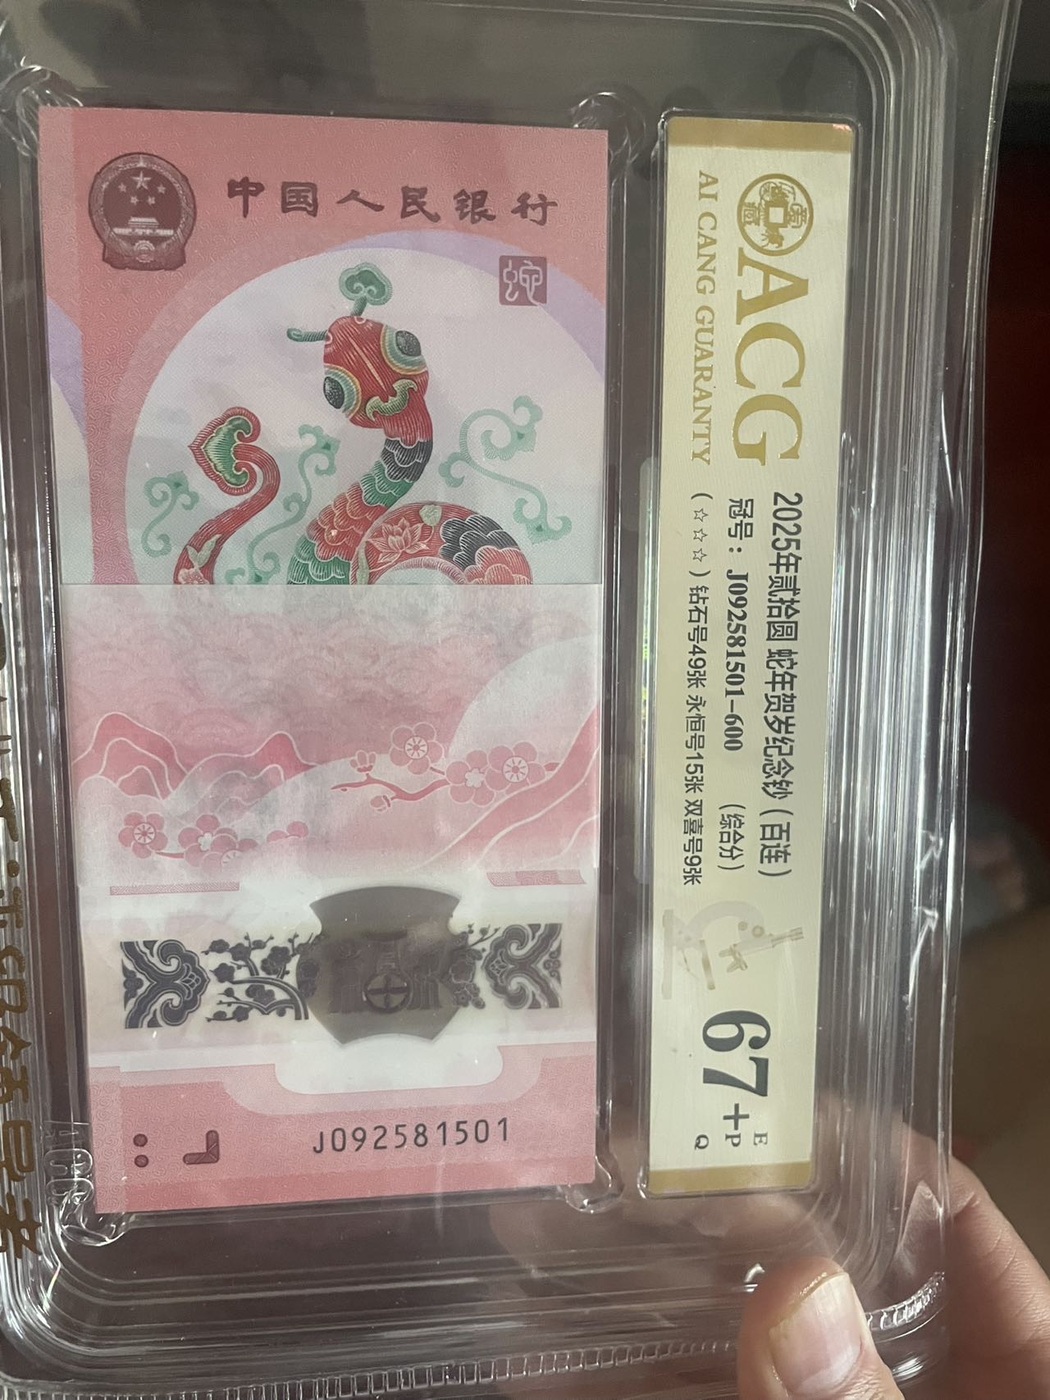 中国人民银行
蛇
J092581501
ACG
AI CANG GUARANTY
2025年贰拾圆 蛇年贺岁纪念钞（百连）
冠号：J092581501-600 （综合分）
（☆☆☆）钻石号49张 永恒号15张 双喜号9张
67+
E
P
Q